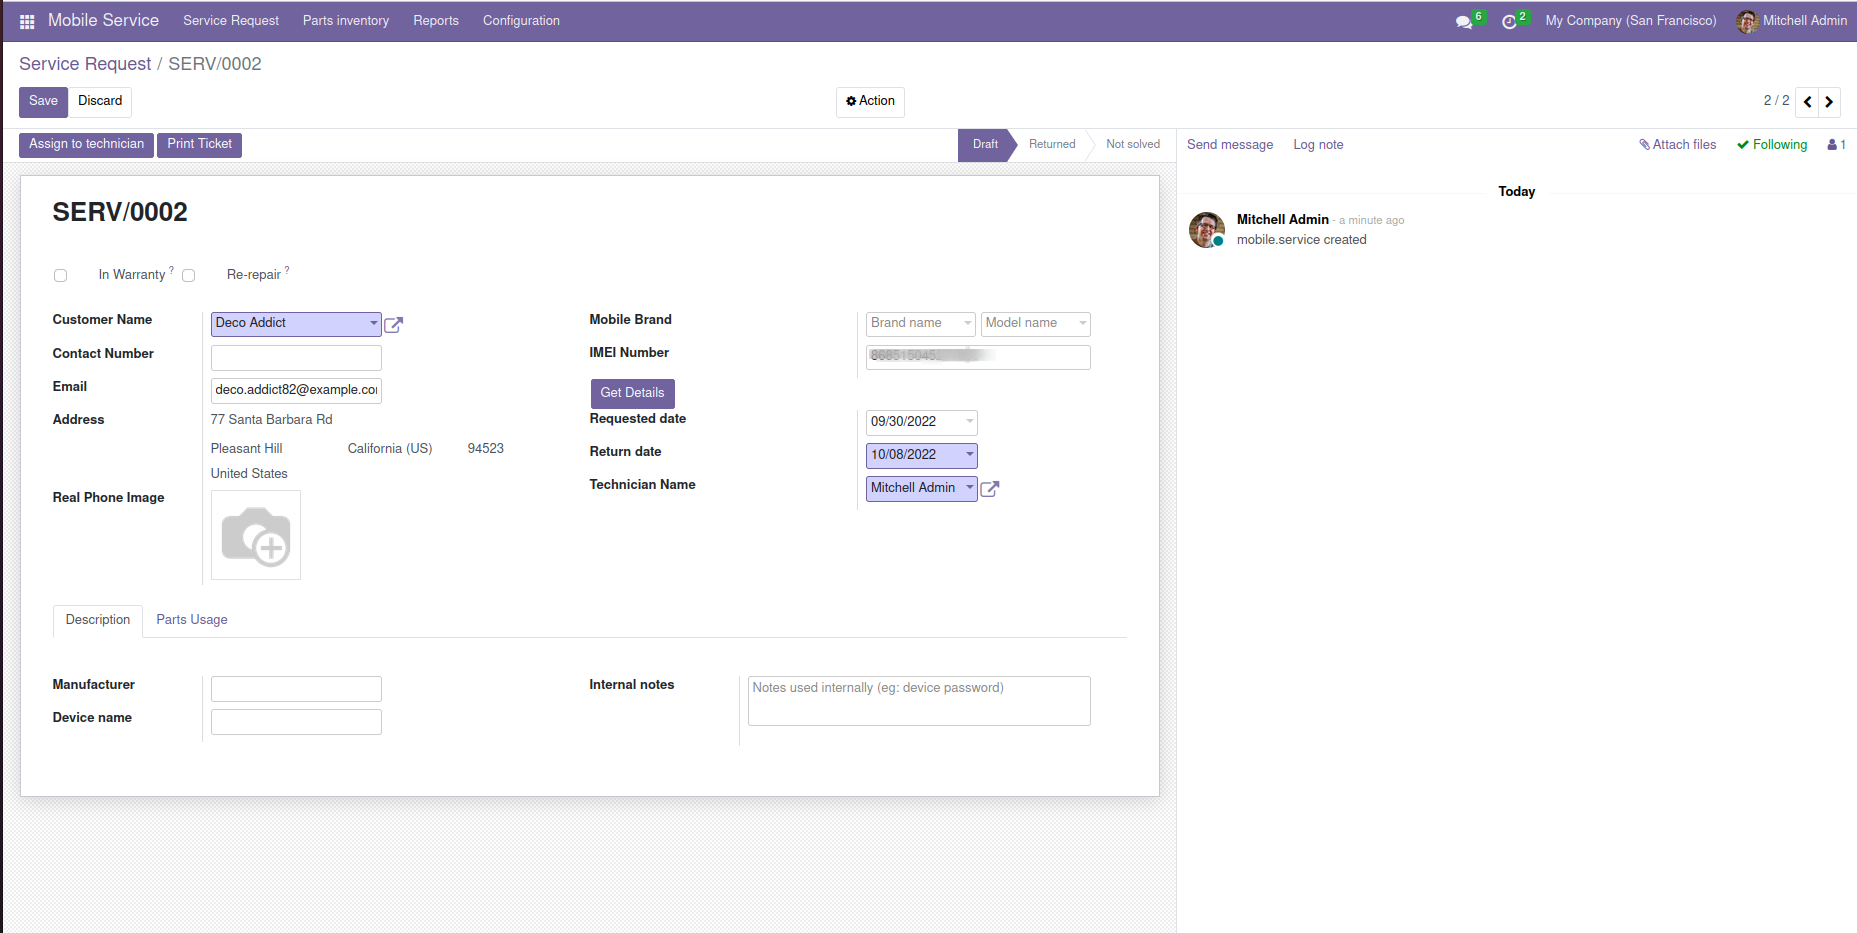 Mobile Service Service Request Parts inventory Reports Configuration 6 2 My Company (San Francisco) Mitchell Admin
Service Request / SERV/0002
Save Discard Action 2 / 2
Assign to technician Print Ticket Draft Returned Not solved Send message Log note Attach files Following 1
Today
SERV/0002
Mitchell Admin - a minute ago
mobile.service created
In Warranty ? Re-repair ?
Customer Name Deco Addict Mobile Brand Brand name Model name
Contact Number IMEI Number
Email deco.addict82@example.co
Get Details
Address 77 Santa Barbara Rd Requested date 09/30/2022
Pleasant Hill California (US) 94523 Return date 10/08/2022
United States
Technician Name Mitchell Admin
Real Phone Image
Description Parts Usage
Manufacturer Internal notes Notes used internally (eg: device password)
Device name